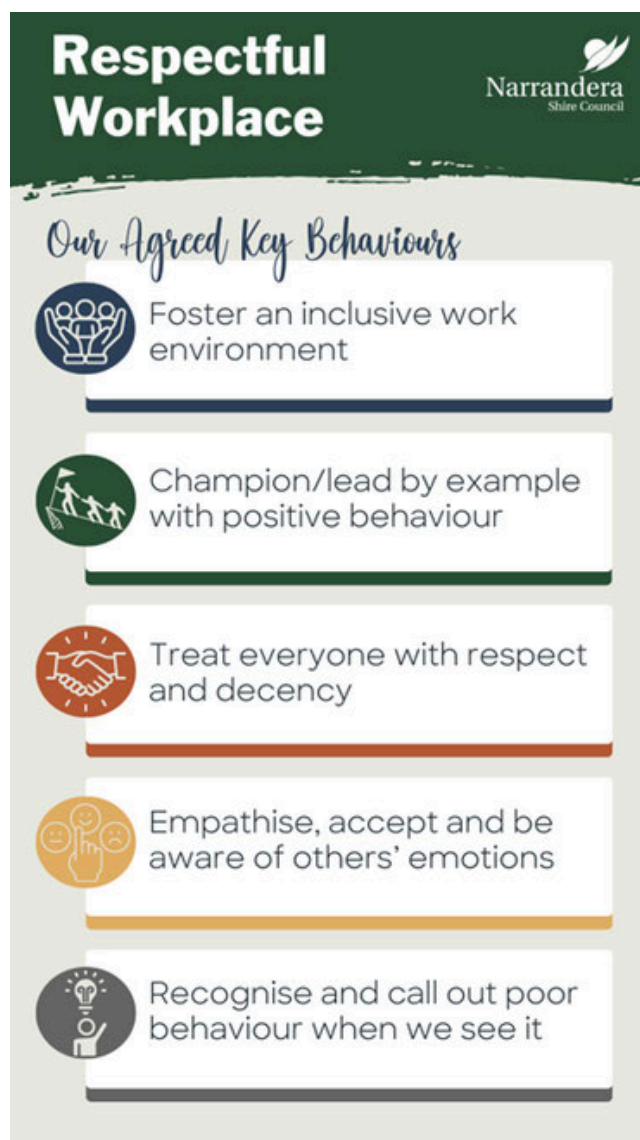 Respectful
Workplace
Narrandera
Shire Council
Our Agreed Key Behaviours
Foster an inclusive work
environment
Champion/lead by example
with positive behaviour
Treat everyone with respect
and decency
Empathise, accept and be
aware of others’ emotions
Recognise and call out poor
behaviour when we see it